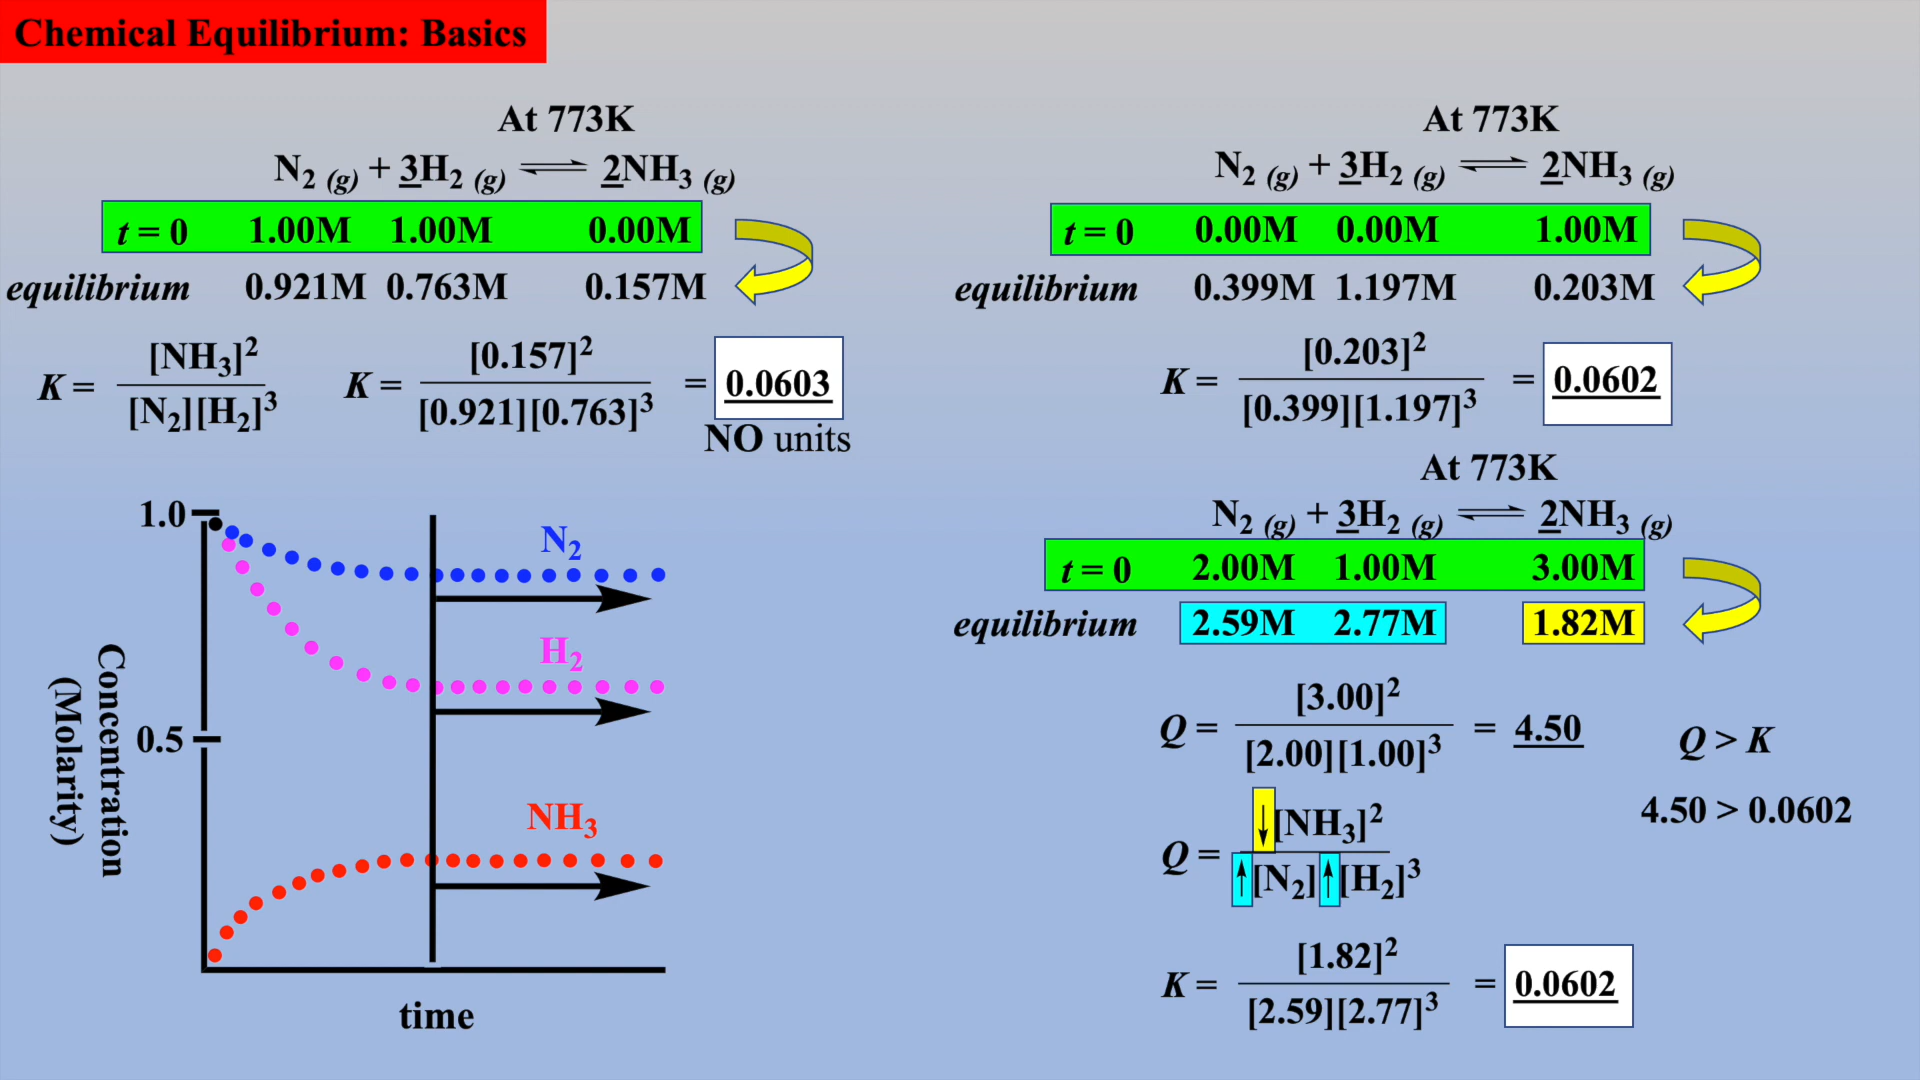 Chemical Equilibrium: Basics
At 773K
N₂ (g) + 3H₂ (g) ⇌ 2NH₃ (g)
t = 0 1.00M 1.00M 0.00M
equilibrium 0.921M 0.763M 0.157M
K = [NH₃]² / [N₂][H₂]³ K = [0.157]² / [0.921][0.763]³ = 0.0603
NO units
1.0
N₂
H₂
0.5
NH₃
Concentration
(Molarity)
time
At 773K
N₂ (g) + 3H₂ (g) ⇌ 2NH₃ (g)
t = 0 0.00M 0.00M 1.00M
equilibrium 0.399M 1.197M 0.203M
K = [0.203]² / [0.399][1.197]³ = 0.0602
At 773K
N₂ (g) + 3H₂ (g) ⇌ 2NH₃ (g)
t = 0 2.00M 1.00M 3.00M
equilibrium 2.59M 2.77M 1.82M
Q = [3.00]² / [2.00][1.00]³ = 4.50
Q > K
4.50 > 0.0602
Q = ↓[NH₃]² / ↑[N₂]↑[H₂]³
K = [1.82]² / [2.59][2.77]³ = 0.0602